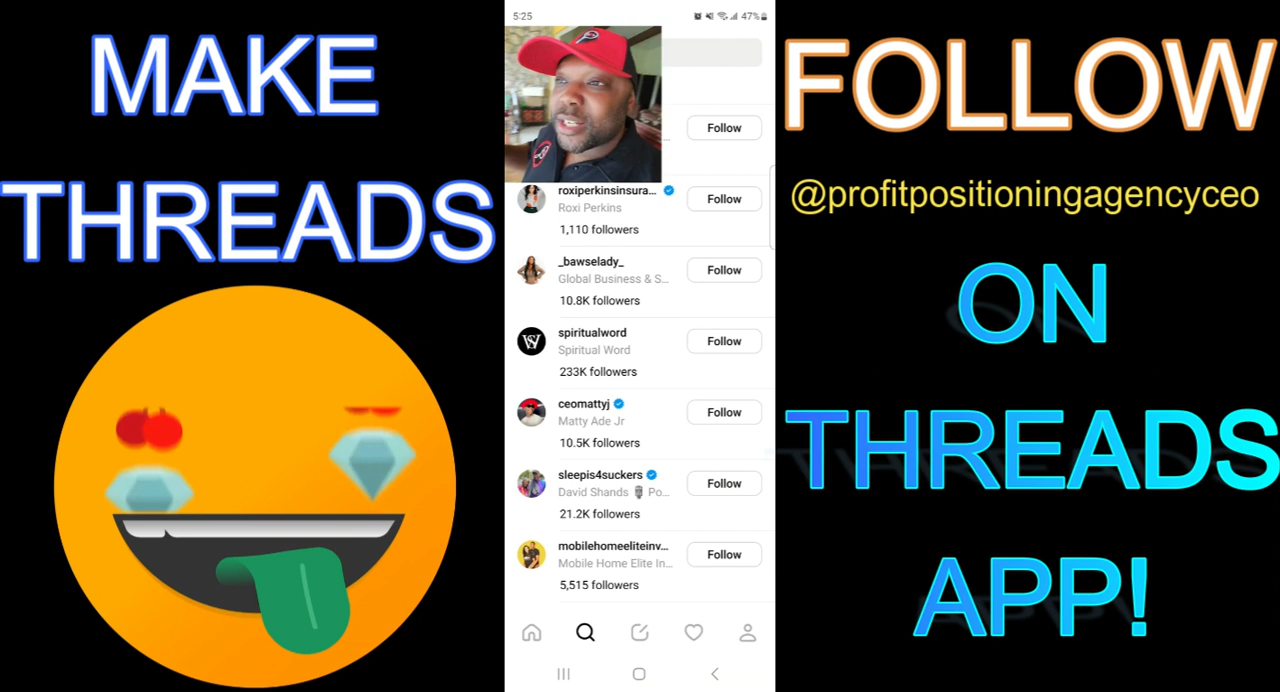 MAKE
THREADS
5:25
47%
Follow
roxiperkinsinsura...
Roxi Perkins
1,110 followers
Follow
_bawselady_
Global Business & S...
10.8K followers
Follow
spiritualword
Spiritual Word
233K followers
Follow
ceomattyj
Matty Ade Jr
10.5K followers
Follow
sleepis4suckers
David Shands 🎙 Po...
21.2K followers
Follow
mobilehomeeliteinv...
Mobile Home Elite In...
5,515 followers
Follow
FOLLOW
@profitpositioningagencyceo
ON
THREADS
APP!